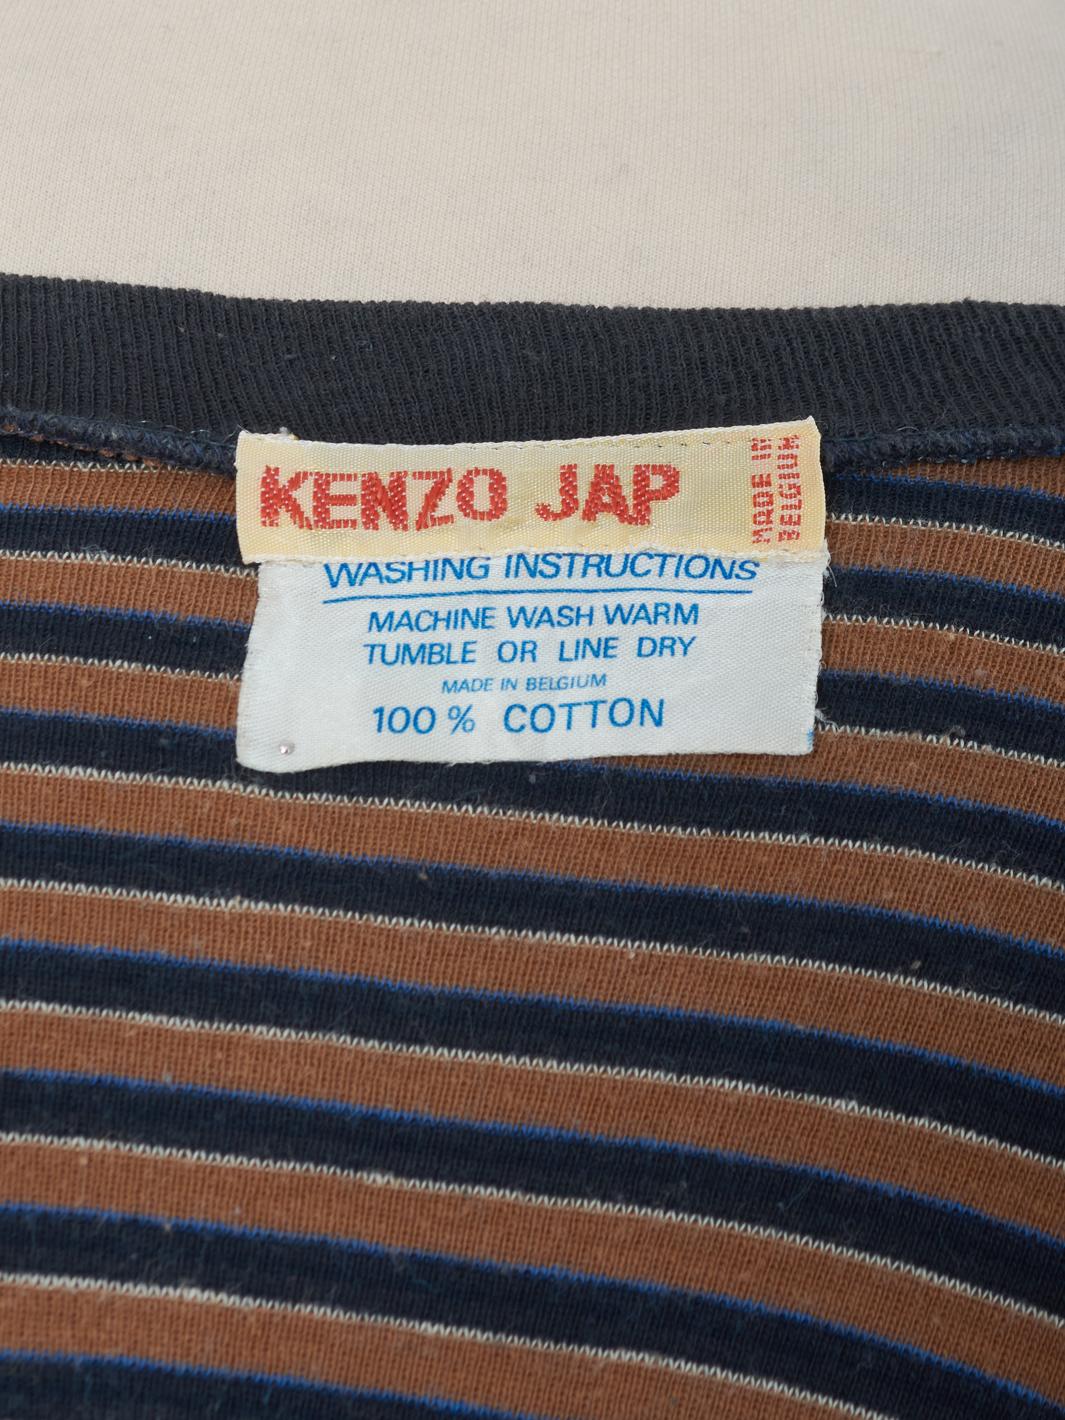 KENZO JAP
MADE IN
BELGIUM
WASHING INSTRUCTIONS
MACHINE WASH WARM
TUMBLE OR LINE DRY
MADE IN BELGIUM
100 % COTTON